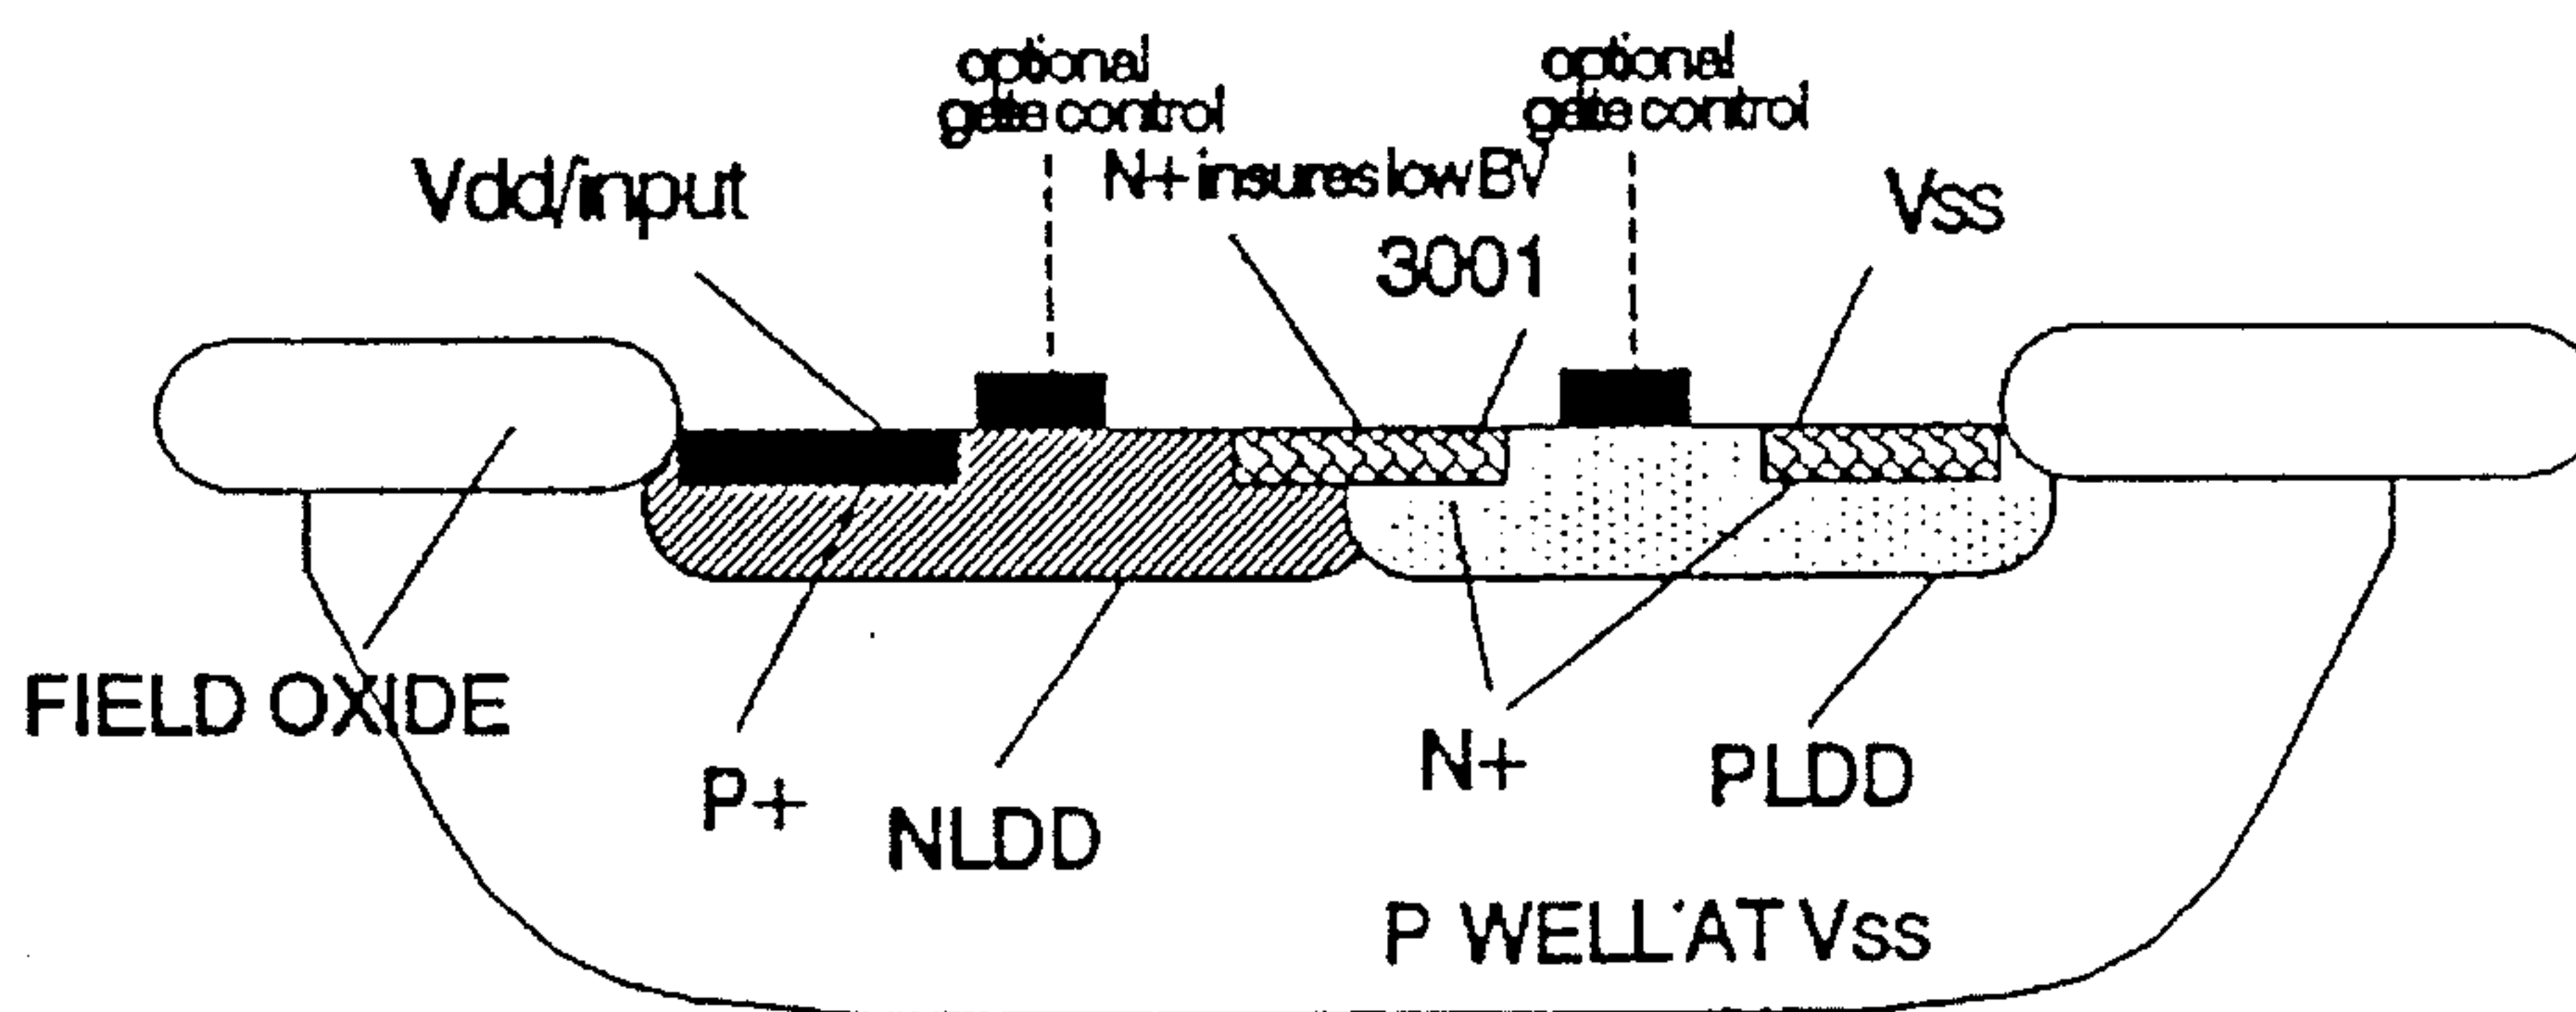 optional
gate control
optional
gate control
N+ insures low BV
Vdd/input
3001
Vss
FIELD OXIDE
P+
NLDD
N+
PLDD
P WELL AT Vss